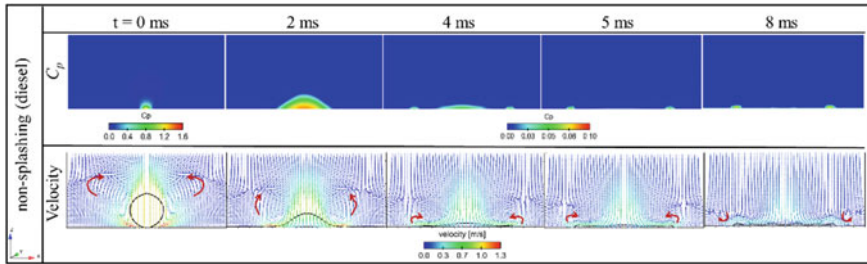 t = 0 ms 2 ms 4 ms 5 ms 8 ms
non-splashing (diesel)
Cp
Cp
0.0 0.4 0.8 1.2 1.6
Cp
0.00 0.03 0.05 0.08 0.10
Velocity
velocity [m/s]
0.0 0.3 0.7 1.0 1.3